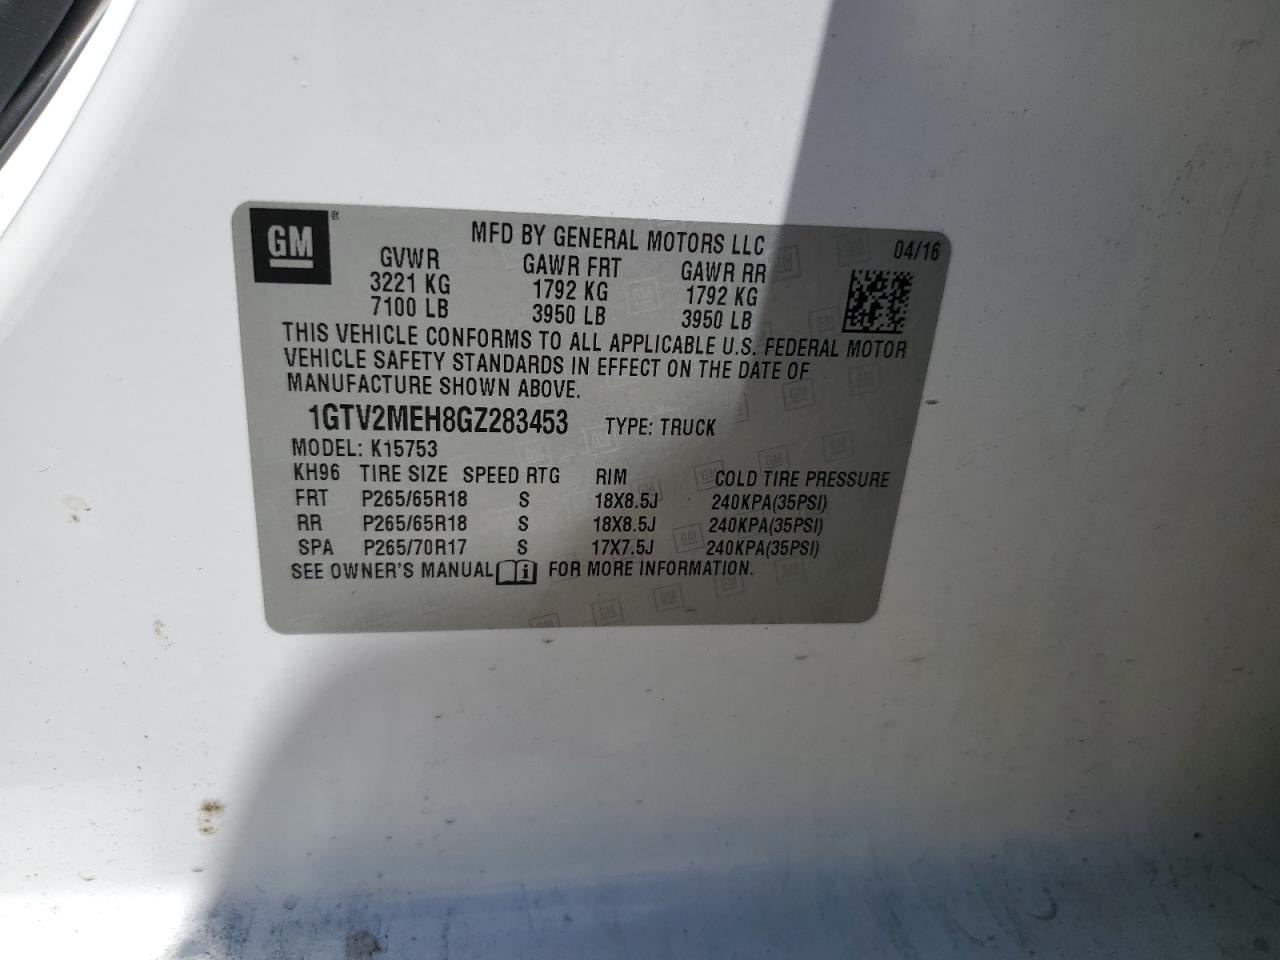 GM ®
MFD BY GENERAL MOTORS LLC 04/16
GVWR GAWR FRT GAWR RR
3221 KG 1792 KG 1792 KG
7100 LB 3950 LB 3950 LB
THIS VEHICLE CONFORMS TO ALL APPLICABLE U.S. FEDERAL MOTOR
VEHICLE SAFETY STANDARDS IN EFFECT ON THE DATE OF
MANUFACTURE SHOWN ABOVE.
1GTV2MEH8GZ283453 TYPE: TRUCK
MODEL: K15753
KH96 TIRE SIZE SPEED RTG RIM COLD TIRE PRESSURE
FRT P265/65R18 S 18X8.5J 240KPA(35PSI)
RR P265/65R18 S 18X8.5J 240KPA(35PSI)
SPA P265/70R17 S 17X7.5J 240KPA(35PSI)
SEE OWNER'S MANUAL i FOR MORE INFORMATION.